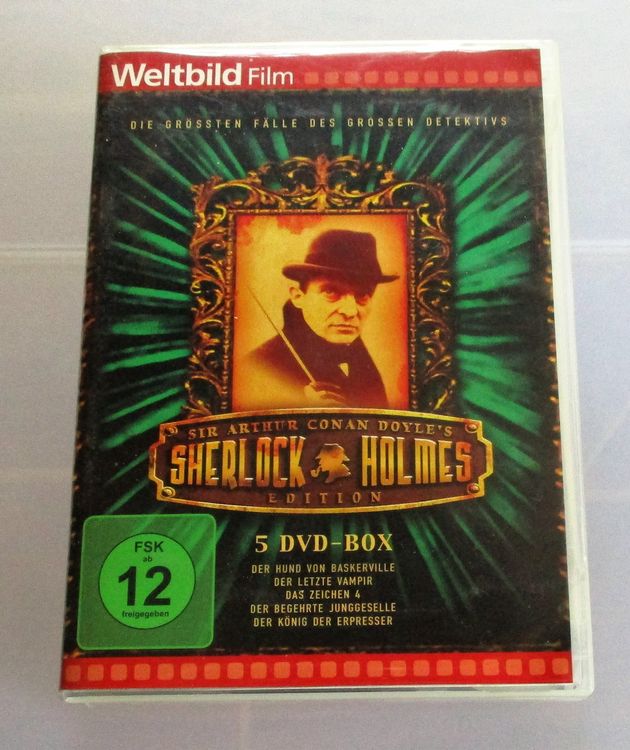 Weltbild Film
DIE GRÖSSTEN FÄLLE DES GROSSEN DETEKTIVS
SIR ARTHUR CONAN DOYLE'S
SHERLOCK HOLMES
EDITION
5 DVD-BOX
DER HUND VON BASKERVILLE
DER LETZTE VAMPIR
DAS ZEICHEN 4
DER BEGEHRTE JUNGGESELLE
DER KÖNIG DER ERPRESSER
FSK
ab
12
freigegeben